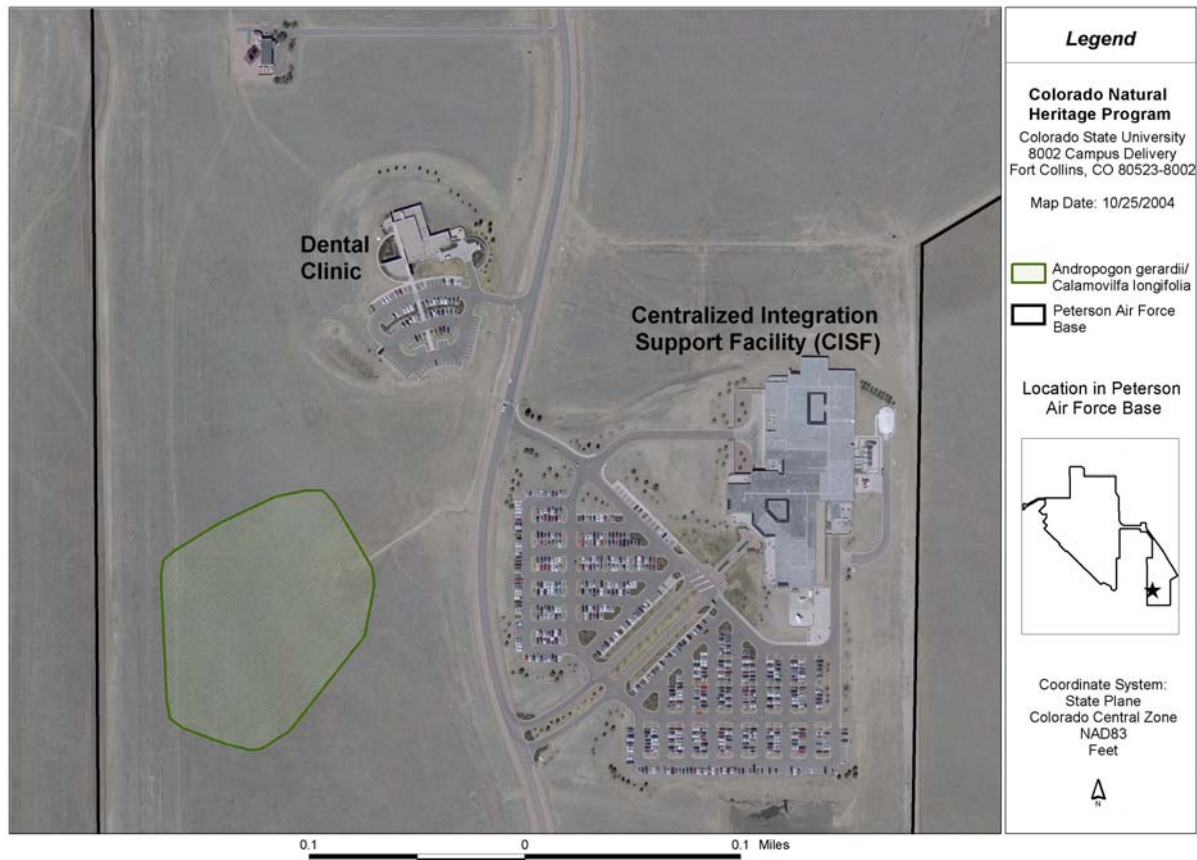 Dental
Clinic
Centralized Integration
Support Facility (CISF)
Legend
Colorado Natural
Heritage Program
Colorado State University
8002 Campus Delivery
Fort Collins, CO 80523-8002
Map Date: 10/25/2004
Andropogon gerardii/
Calamovilfa longifolia
Peterson Air Force
Base
Location in Peterson
Air Force Base
Coordinate System:
State Plane
Colorado Central Zone
NAD83
Feet
N
0.1 0 0.1 Miles